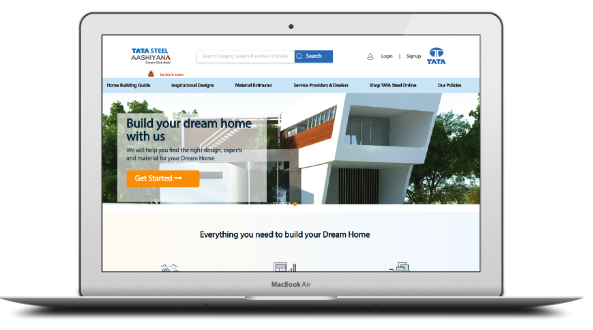 TATA STEEL
AASHIYANA
Search Designs, Service Providers or Dealer
Search
Login | Signup
TATA
Home Building Guide
Inspirational Designs
Material Estimator
Service Providers & Dealers
Shop TATA Steel Online
Our Policies
Build your dream home
with us
We will help you find the right design, experts
and material for your Dream Home
Get Started →
Everything you need to build your Dream Home
MacBook Air